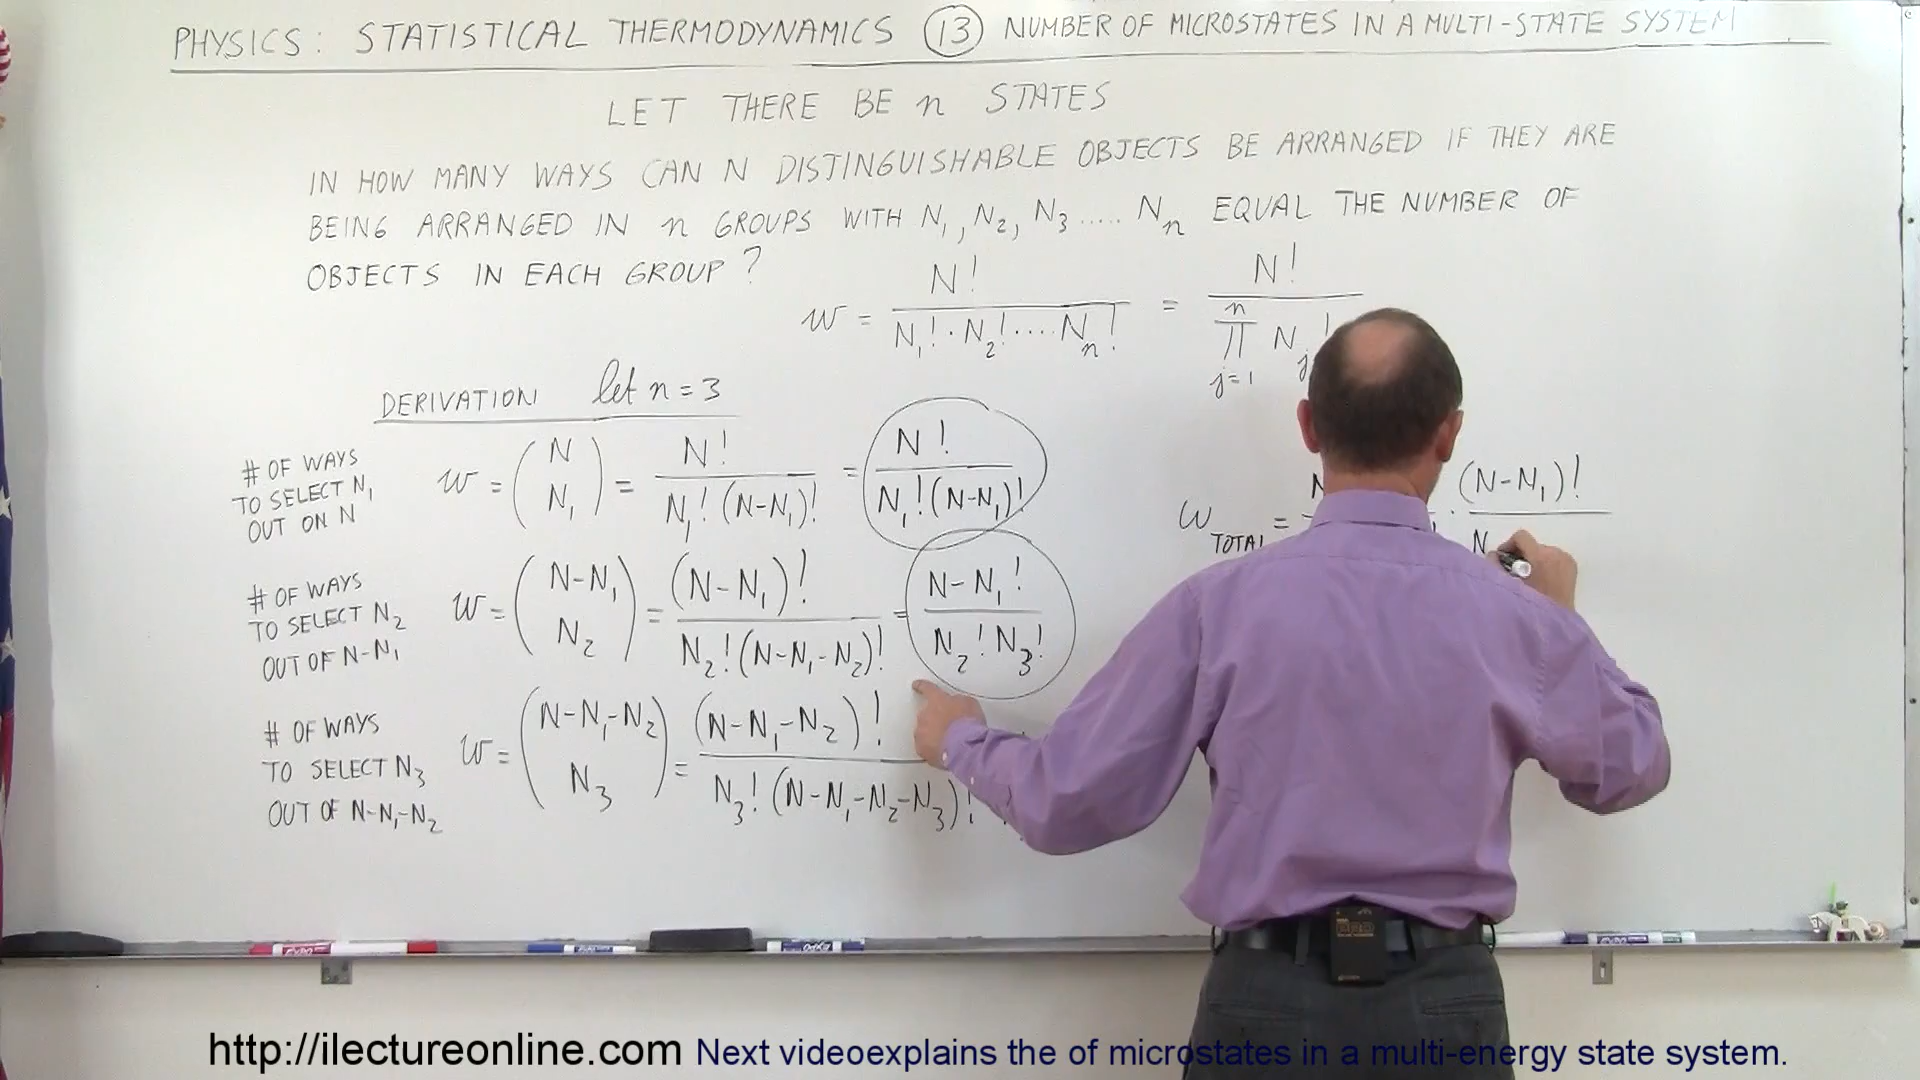 PHYSICS: STATISTICAL THERMODYNAMICS 13 NUMBER OF MICROSTATES IN A MULTI-STATE SYSTEM
LET THERE BE n STATES
IN HOW MANY WAYS CAN N DISTINGUISHABLE OBJECTS BE ARRANGED IF THEY ARE
BEING ARRANGED IN n GROUPS WITH N₁, N₂, N₃ ..... Nₙ EQUAL THE NUMBER OF
OBJECTS IN EACH GROUP ?
w = N! / (N₁! · N₂! ···· Nₙ!) = N! / ∏ⁿⱼ₌₁ Nⱼ!
DERIVATION let n = 3
# OF WAYS
TO SELECT N₁
OUT ON N
w = (N N₁) = N! / (N₁! (N-N₁)!) = N! / (N₁! (N-N₁)!)
# OF WAYS
TO SELECT N₂
OUT OF N-N₁
w = (N-N₁ N₂) = (N-N₁)! / (N₂! (N-N₁-N₂)!) = N-N₁! / (N₂! N₃!)
# OF WAYS
TO SELECT N₃
OUT OF N-N₁-N₂
w = (N-N₁-N₂ N₃) = (N-N₁-N₂)! / (N₃! (N-N₁-N₂-N₃)!)
w TOTAL = · (N-N₁)! / N
http://ilectureonline.com Next videoexplains the of microstates in a multi-energy state system.